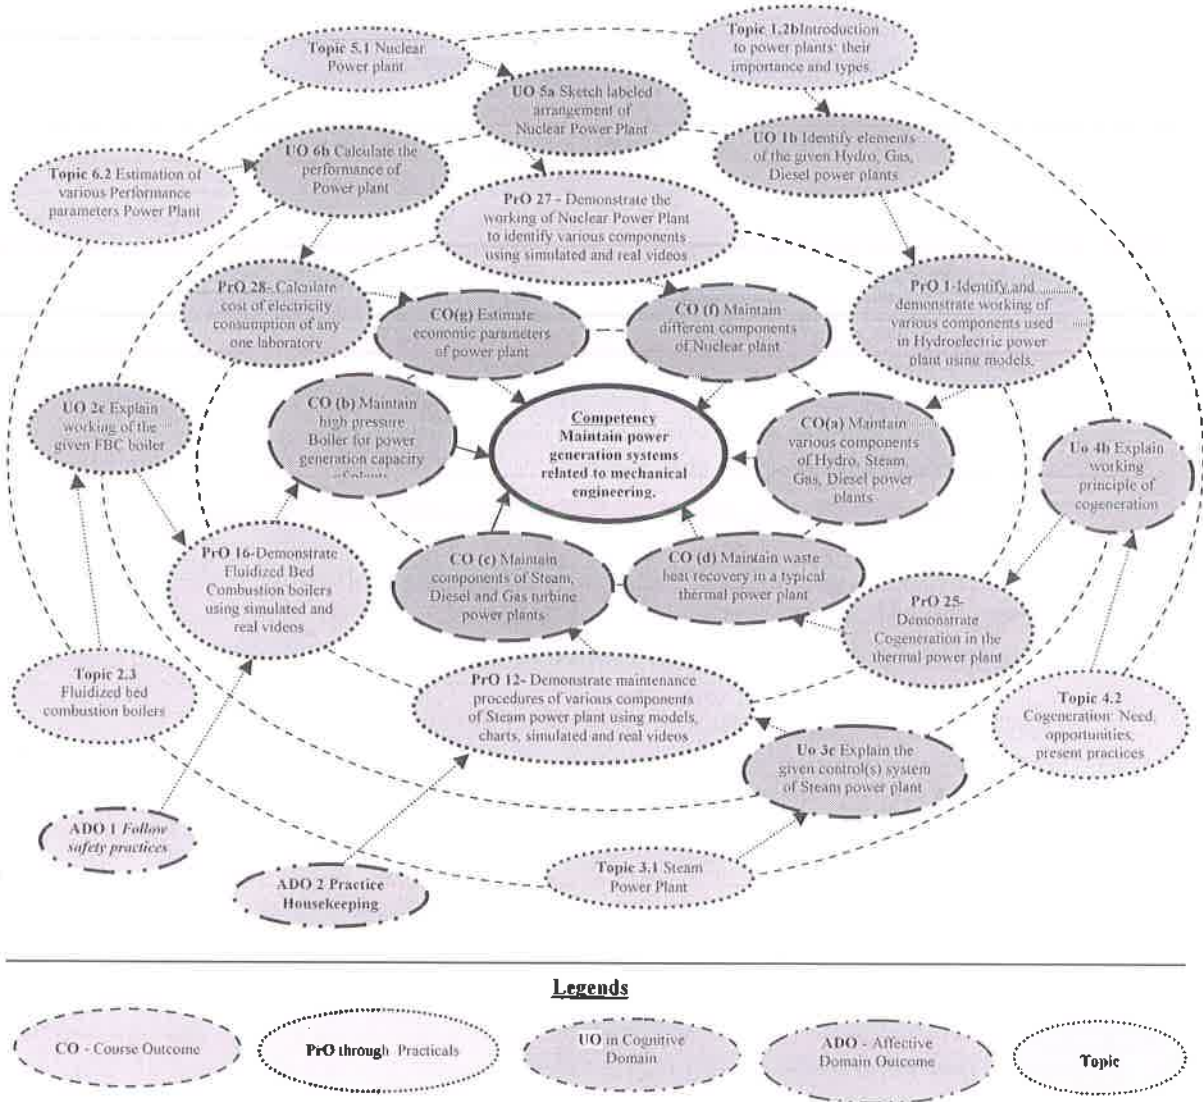 Topic 5.1 Nuclear
Power plant
Topic 1.2bIntroduction
to power plants: their
importance and types.
UO 5a Sketch labeled
arrangement of
Nuclear Power Plant
UO 1b Identify elements
of the given Hydro, Gas,
Diesel power plants
UO 6b Calculate the
performance of
Power plant
Topic 6.2 Estimation of
various Performance
parameters Power Plant
PrO 27 - Demonstrate the
working of Nuclear Power Plant
to identify various components
using simulated and real videos
PrO 28-.Calculate
cost of electricity
consumption of any
one laboratory
CO(g) Estimate
economic parameters
of power plant
CO (f) Maintain
different components
of Nuclear plant
PrO 1-Identify and
demonstrate working of
various components used
in Hydroelectric power
plant using models.
UO 2c Explain
working of the
given FBC boiler
CO (b) Maintain
high pressure
Boiler for power
generation capacity
Competency
Maintain power
generation systems
related to mechanical
engineering.
CO(a) Maintain
various components
of Hydro, Steam,
Gas, Diesel power
plants
Uo 4b Explain
working
principle of
cogeneration
PrO 16-Demonstrate
Fluidized Bed
Combustion boilers
using simulated and
real videos
CO (c) Maintain
components of Steam,
Diesel and Gas turbine
power plants.
CO (d) Maintain waste
heat recovery in a typical
thermal power plant
PrO 25-
Demonstrate
Cogeneration in the
thermal power plant
Topic 2.3
Fluidized bed
combustion boilers
PrO 12- Demonstrate maintenance
procedures of various components
of Steam power plant using models,
charts, simulated and real videos
Topic 4.2
Cogeneration: Need,
opportunities,
present practices
Uo 3c Explain the
given control(s) system
of Steam power plant
ADO 1 Follow
safety practices
ADO 2 Practice
Housekeeping
Topic 3.1 Steam
Power Plant
Legends
CO - Course Outcome
PrO through Practicals
UO in Cognitive
Domain
ADO - Affective
Domain Outcome
Topic